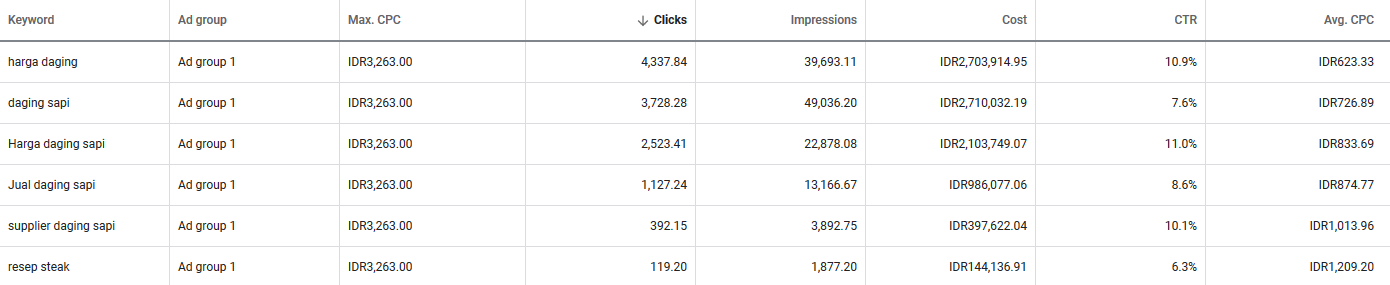 Keyword Ad group Max. CPC ↓ Clicks Impressions Cost CTR Avg. CPC
harga daging Ad group 1 IDR3,263.00 4,337.84 39,693.11 IDR2,703,914.95 10.9% IDR623.33
daging sapi Ad group 1 IDR3,263.00 3,728.28 49,036.20 IDR2,710,032.19 7.6% IDR726.89
Harga daging sapi Ad group 1 IDR3,263.00 2,523.41 22,878.08 IDR2,103,749.07 11.0% IDR833.69
Jual daging sapi Ad group 1 IDR3,263.00 1,127.24 13,166.67 IDR986,077.06 8.6% IDR874.77
supplier daging sapi Ad group 1 IDR3,263.00 392.15 3,892.75 IDR397,622.04 10.1% IDR1,013.96
resep steak Ad group 1 IDR3,263.00 119.20 1,877.20 IDR144,136.91 6.3% IDR1,209.20